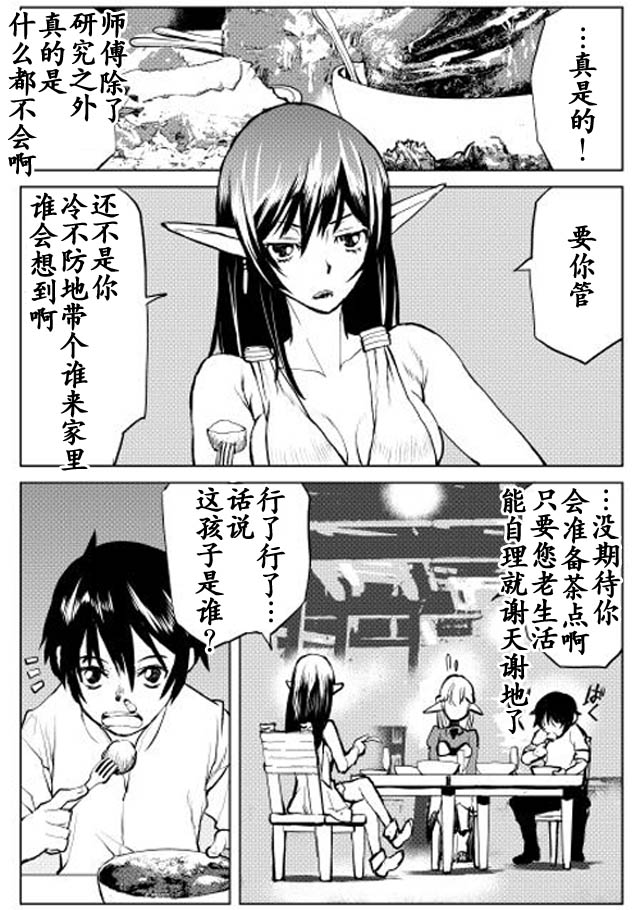 …真是的！
师傅除了
研究之外
真的是
什么都不会啊
要你管
还不是你
冷不防地带个谁来家里
谁会想到啊
…没期待你
会准备茶点啊
只要您老生活
能自理就谢天谢地了
ぱく
行了行了…
话说
这孩子是谁？